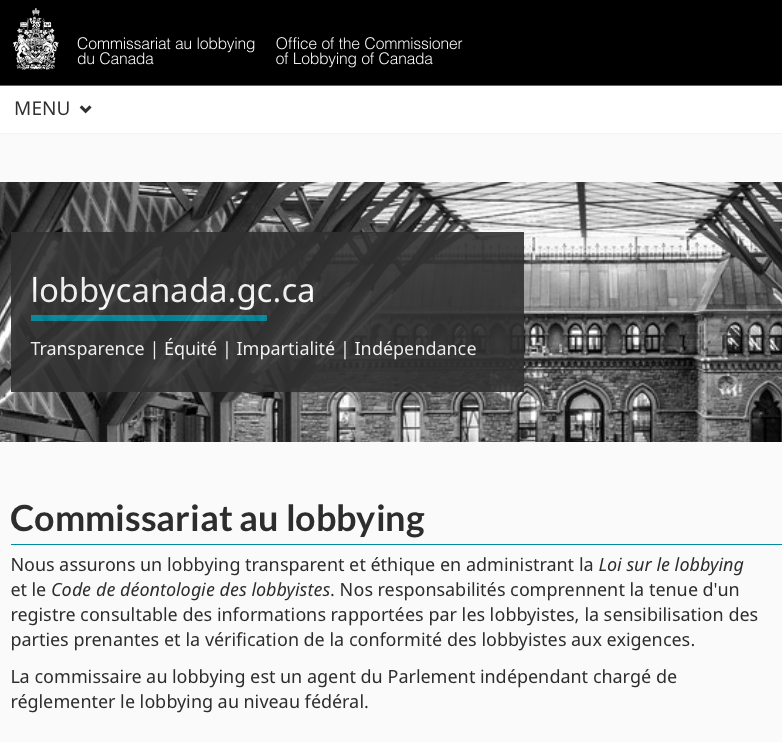 Commissariat au lobbying Office of the Commissioner
du Canada of Lobbying of Canada
MENU
lobbycanada.gc.ca
Transparence | Équité | Impartialité | Indépendance
Commissariat au lobbying
Nous assurons un lobbying transparent et éthique en administrant la Loi sur le lobbying
et le Code de déontologie des lobbyistes. Nos responsabilités comprennent la tenue d'un
registre consultable des informations rapportées par les lobbyistes, la sensibilisation des
parties prenantes et la vérification de la conformité des lobbyistes aux exigences.
La commissaire au lobbying est un agent du Parlement indépendant chargé de
réglementer le lobbying au niveau fédéral.